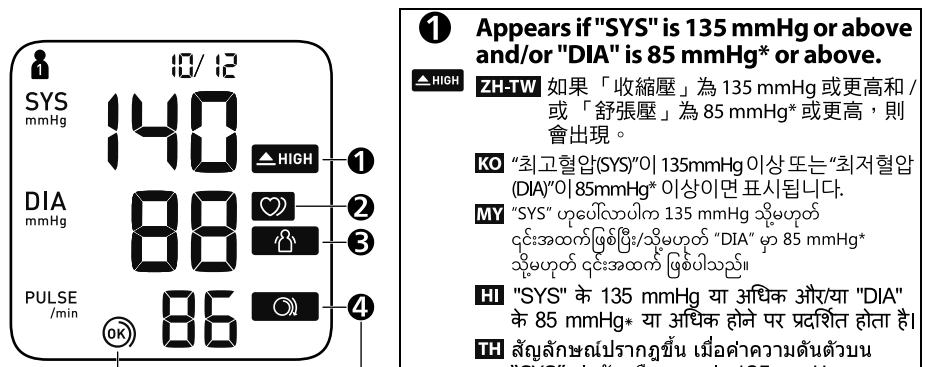 1
10/12
SYS
mmHg
140
HIGH
1
DIA
mmHg
88
2
3
PULSE
/min
86
OK
4
1 Appears if "SYS" is 135 mmHg or above
and/or "DIA" is 85 mmHg* or above.
HIGH
ZH-TW 如果「收縮壓」為 135 mmHg 或更高和 /
或「舒張壓」為 85 mmHg* 或更高，則
會出現。
KO “최고혈압(SYS)”이 135mmHg 이상 또는 “최저혈압
(DIA)”이 85mmHg* 이상이면 표시됩니다.
MY “SYS” ဟုပေါ်လာပါက 135 mmHg သို့မဟုတ်
၎င်းအထက်ဖြစ်ပြီး/သို့မဟုတ် “DIA” မှာ 85 mmHg*
သို့မဟုတ် ၎င်းအထက် ဖြစ်ပါသည်။
HI "SYS" के 135 mmHg या अधिक और/या "DIA"
के 85 mmHg* या अधिक होने पर प्रदर्शित होता है।
TH สัญลักษณ์ปรากฏขึ้น เมื่อค่าความดันตัวบน